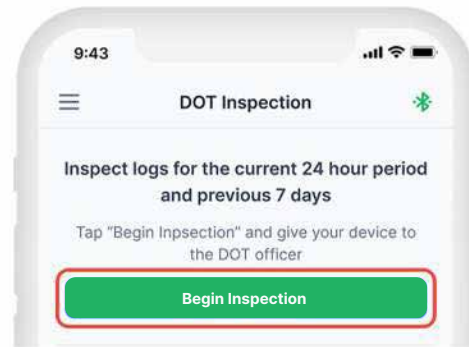 9:43
DOT Inspection
Inspect logs for the current 24 hour period
and previous 7 days
Tap "Begin Inpsection" and give your device to
the DOT officer
Begin Inspection